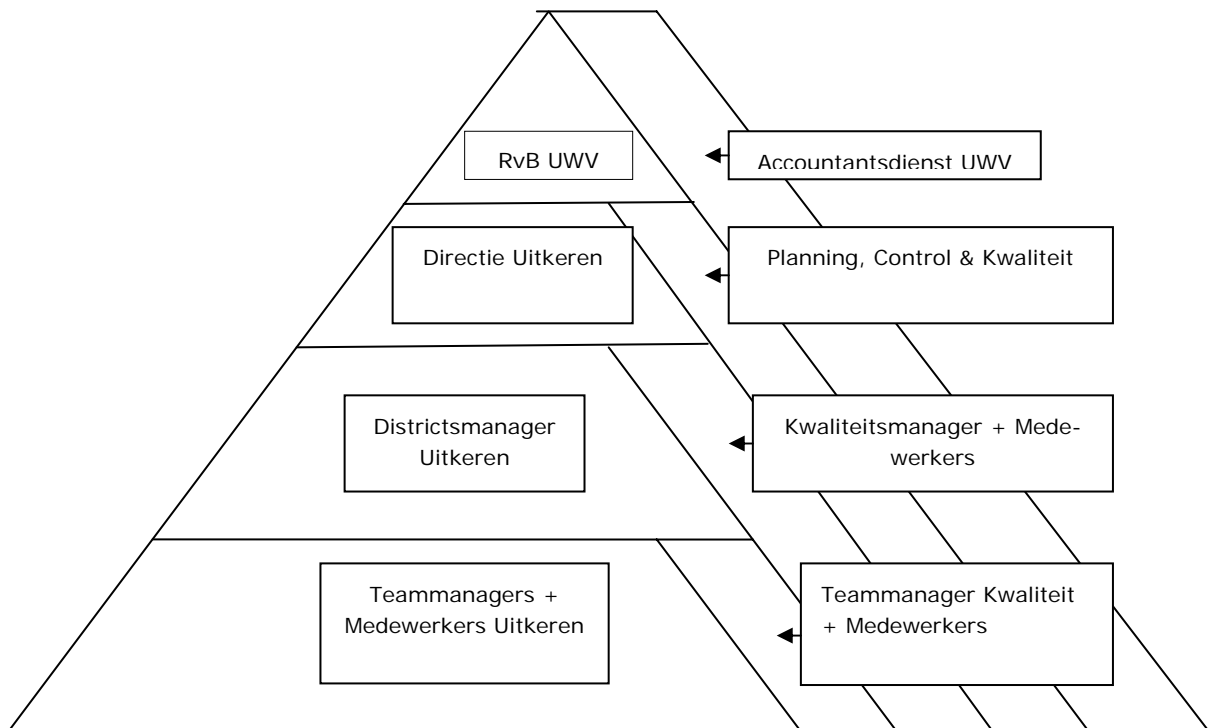 RvB UWV
Accountantsdienst UWV
Directie Uitkeren
Planning, Control & Kwaliteit
Districtsmanager
Uitkeren
Kwaliteitsmanager + Mede-
werkers
Teammanagers +
Medewerkers Uitkeren
Teammanager Kwaliteit
+ Medewerkers